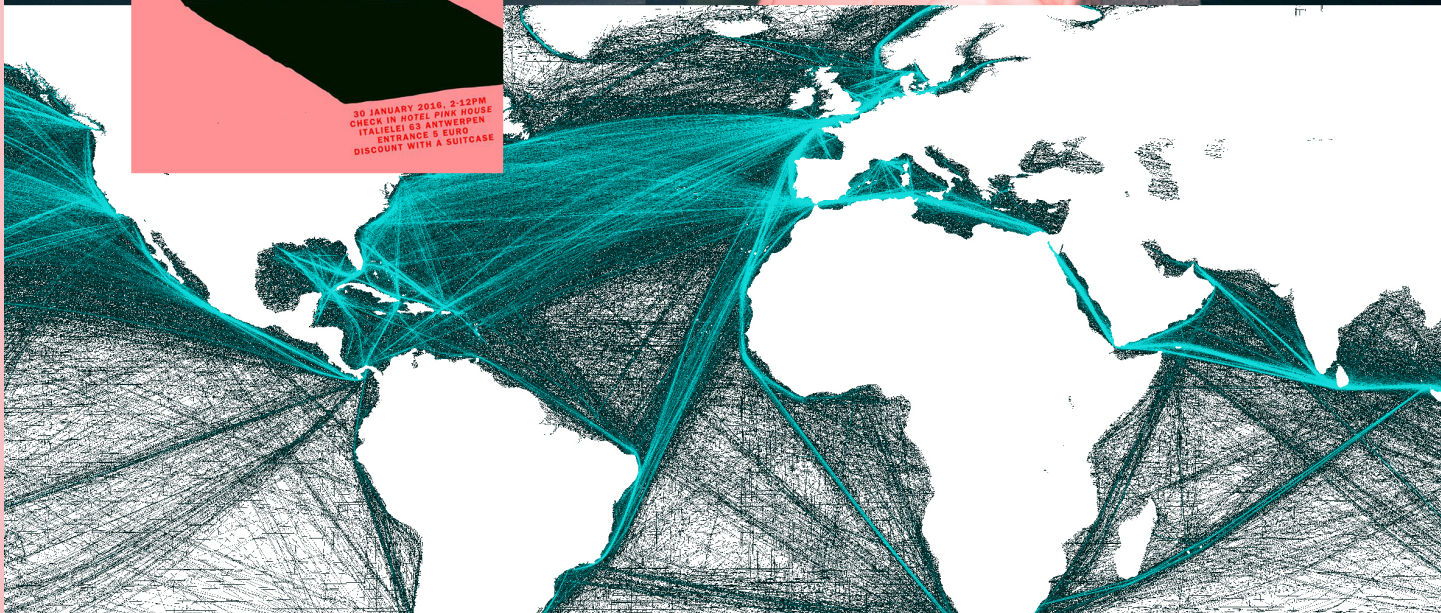 30 JANUARY 2016, 2-12PM
CHECK IN HOTEL PINK HOUSE
ITALIELEI 63 ANTWERPEN
ENTRANCE 5 EURO
DISCOUNT WITH A SUITCASE